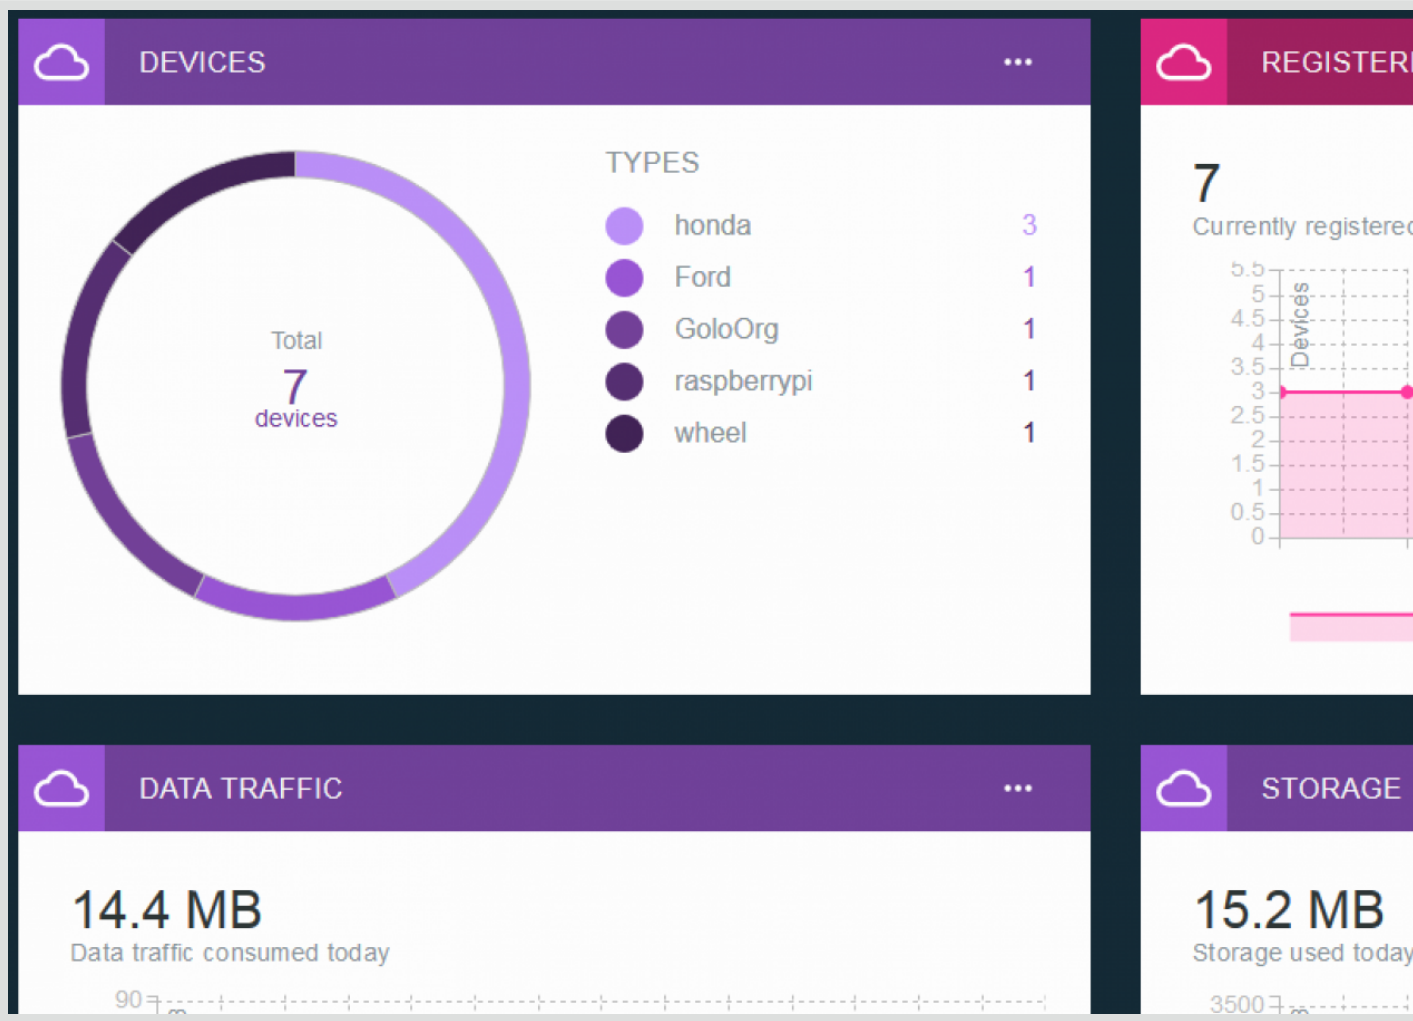 DEVICES
TYPES
honda 3
Ford 1
GoloOrg 1
raspberrypi 1
wheel 1
Total
7
devices
REGISTER
7
Currently registered
5.5
5
4.5
4
3.5
3
2.5
2
1.5
1
0.5
0
Devices
DATA TRAFFIC
14.4 MB
Data traffic consumed today
90
STORAGE
15.2 MB
Storage used today
3500